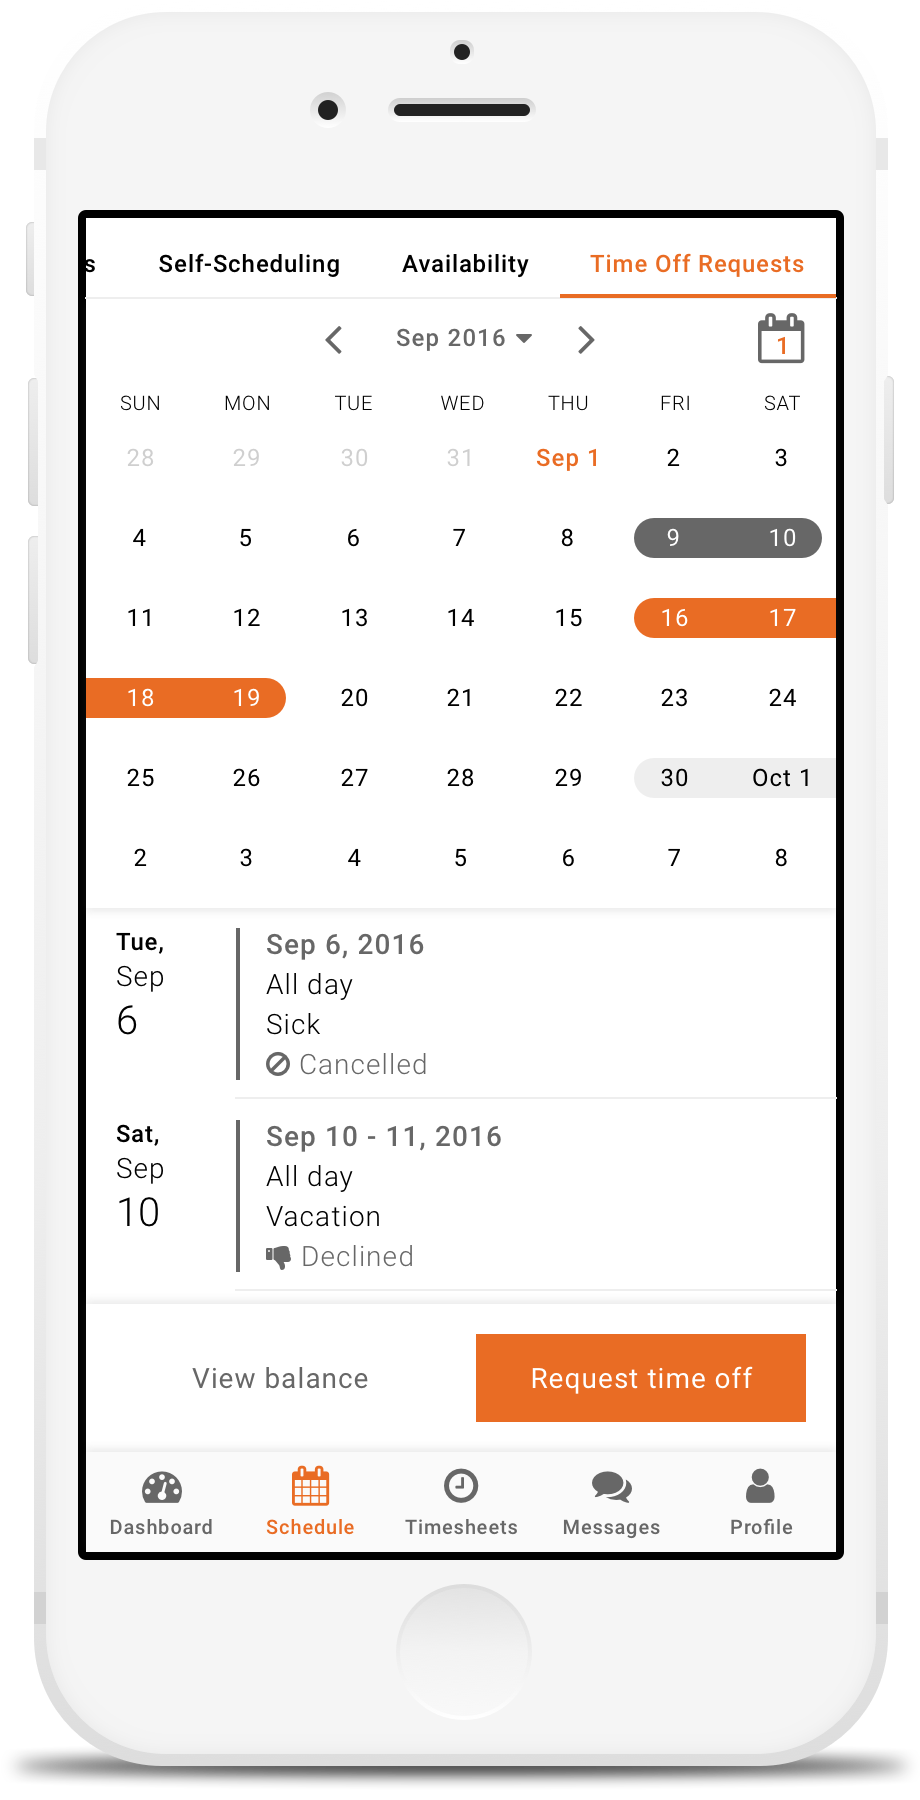 s Self-Scheduling Availability Time Off Requests
Sep 2016
1
SUN MON TUE WED THU FRI SAT
28 29 30 31 Sep 1 2 3
4 5 6 7 8 9 10
11 12 13 14 15 16 17
18 19 20 21 22 23 24
25 26 27 28 29 30 Oct 1
2 3 4 5 6 7 8
Tue,
Sep
6
Sep 6, 2016
All day
Sick
Cancelled
Sat,
Sep
10
Sep 10 - 11, 2016
All day
Vacation
Declined
View balance Request time off
Dashboard Schedule Timesheets Messages Profile